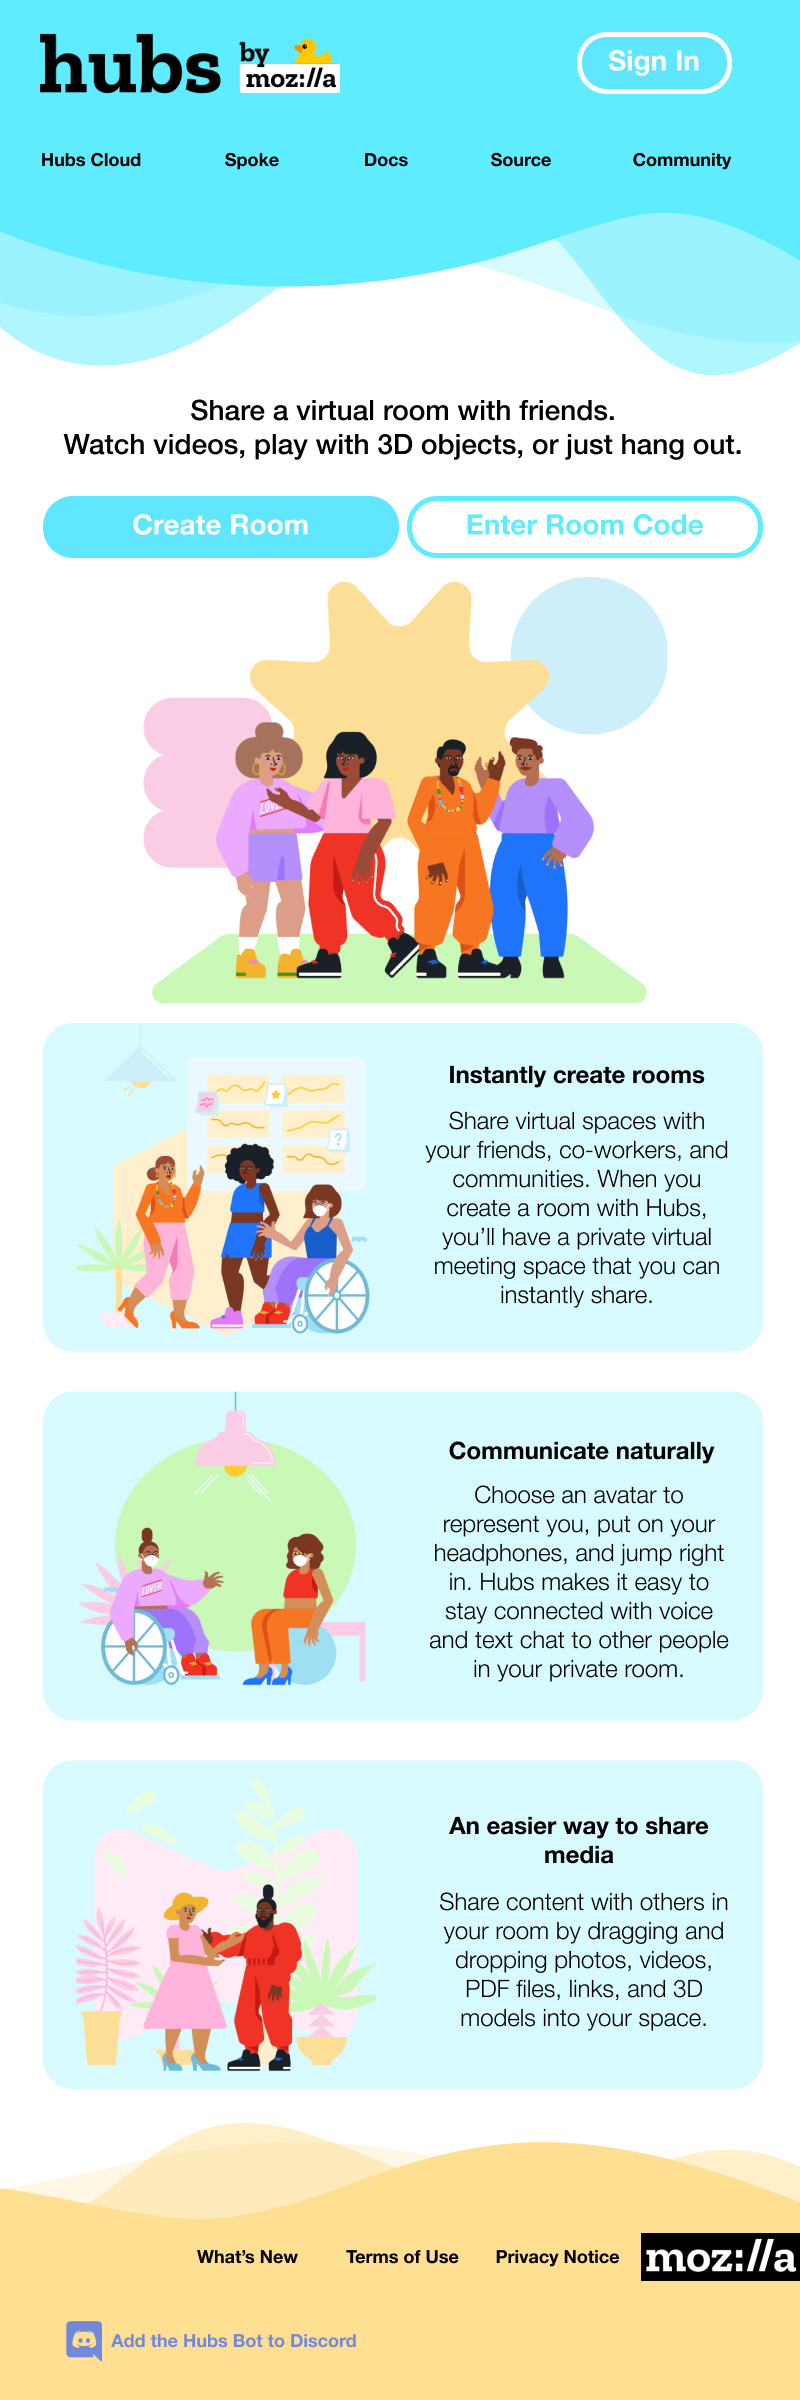 hubs by
moz://a
Sign In
Hubs Cloud Spoke Docs Source Community
Share a virtual room with friends.
Watch videos, play with 3D objects, or just hang out.
Create Room Enter Room Code
LOVE
Instantly create rooms
Share virtual spaces with
your friends, co-workers, and
communities. When you
create a room with Hubs,
you’ll have a private virtual
meeting space that you can
instantly share.
?
Communicate naturally
Choose an avatar to
represent you, put on your
headphones, and jump right
in. Hubs makes it easy to
stay connected with voice
and text chat to other people
in your private room.
LOVER
An easier way to share
media
Share content with others in
your room by dragging and
dropping photos, videos,
PDF files, links, and 3D
models into your space.
What’s New Terms of Use Privacy Notice moz://a
Add the Hubs Bot to Discord